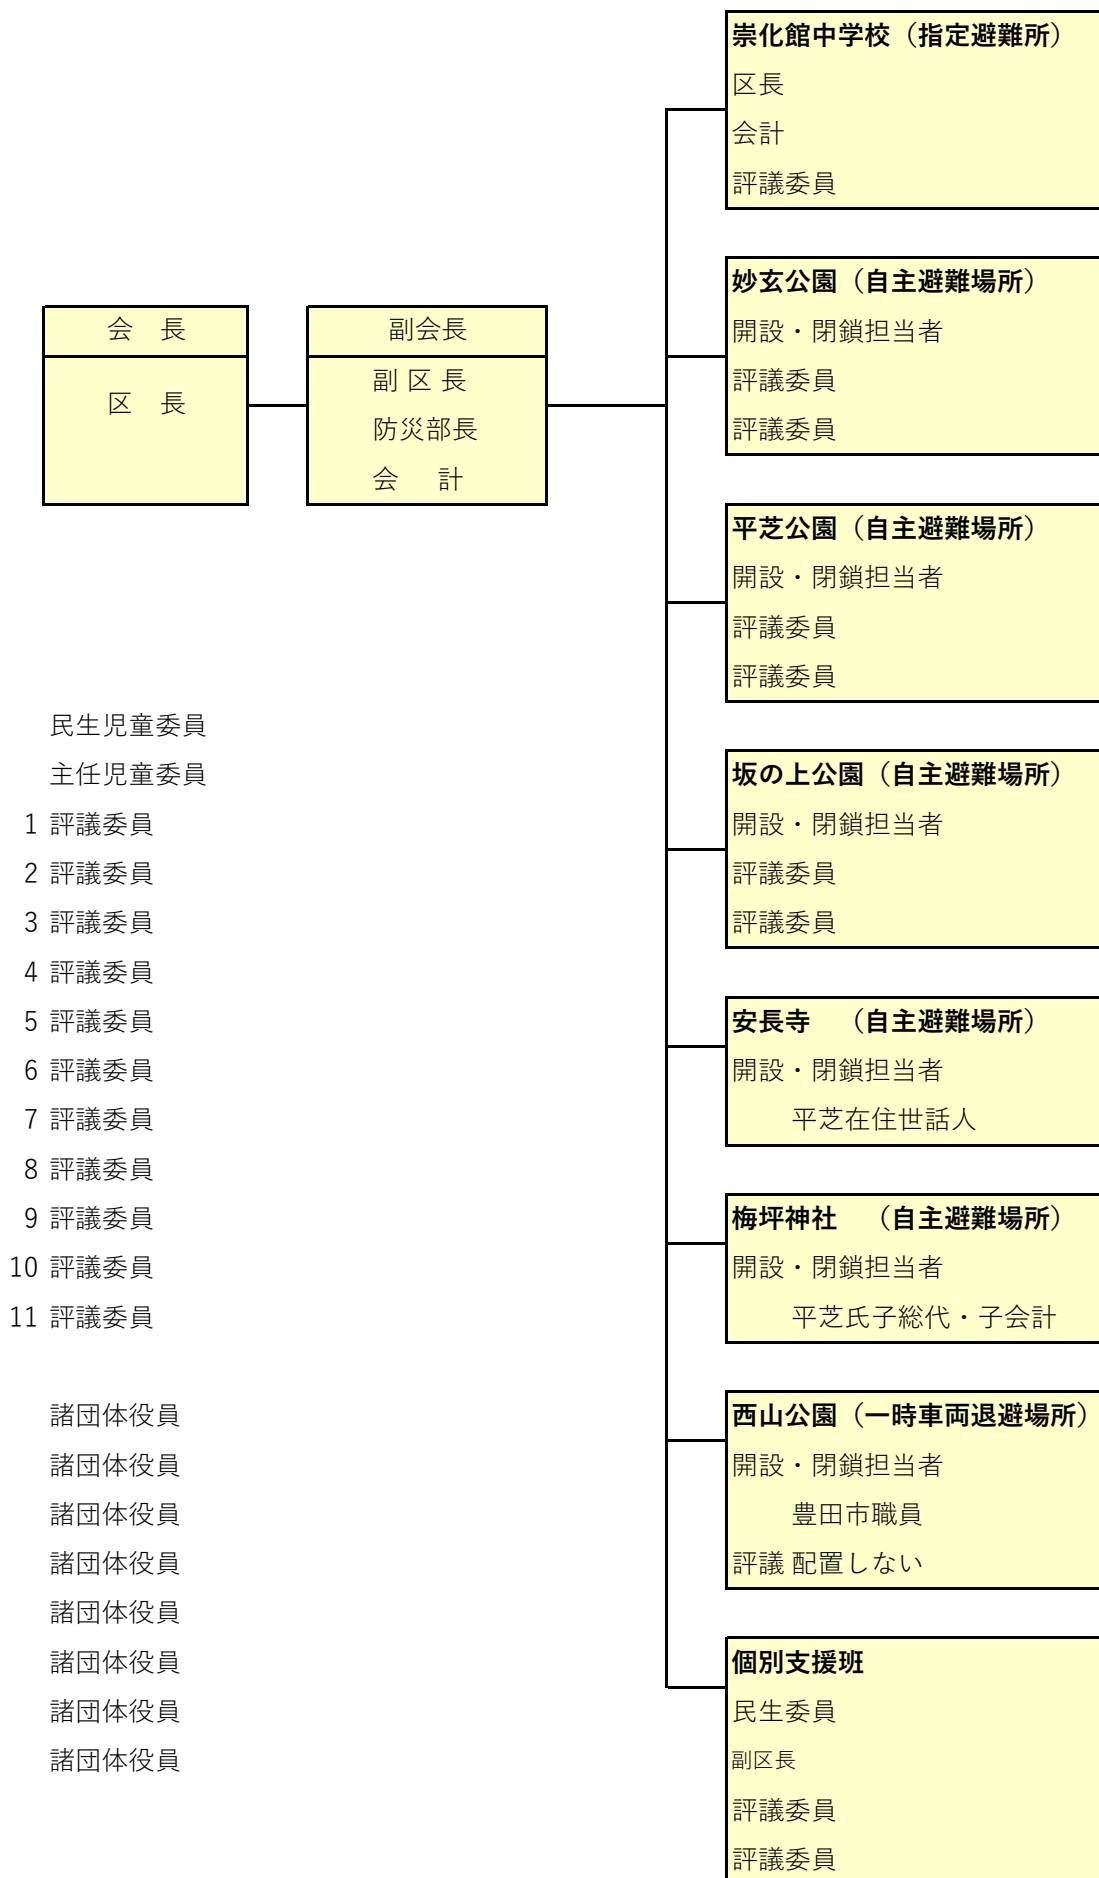 会　長
区　長
副会長
副 区 長
防災部長
会　計
崇化館中学校（指定避難所）
区長
会計
評議委員
妙玄公園（自主避難場所）
開設・閉鎖担当者
評議委員
評議委員
平芝公園（自主避難場所）
開設・閉鎖担当者
評議委員
評議委員
坂の上公園（自主避難場所）
開設・閉鎖担当者
評議委員
評議委員
安長寺　（自主避難場所）
開設・閉鎖担当者
平芝在住世話人
梅坪神社　（自主避難場所）
開設・閉鎖担当者
平芝氏子総代・子会計
西山公園（一時車両退避場所）
開設・閉鎖担当者
豊田市職員
評議 配置しない
個別支援班
民生委員
副区長
評議委員
評議委員
民生児童委員
主任児童委員
1 評議委員
2 評議委員
3 評議委員
4 評議委員
5 評議委員
6 評議委員
7 評議委員
8 評議委員
9 評議委員
10 評議委員
11 評議委員
諸団体役員
諸団体役員
諸団体役員
諸団体役員
諸団体役員
諸団体役員
諸団体役員
諸団体役員